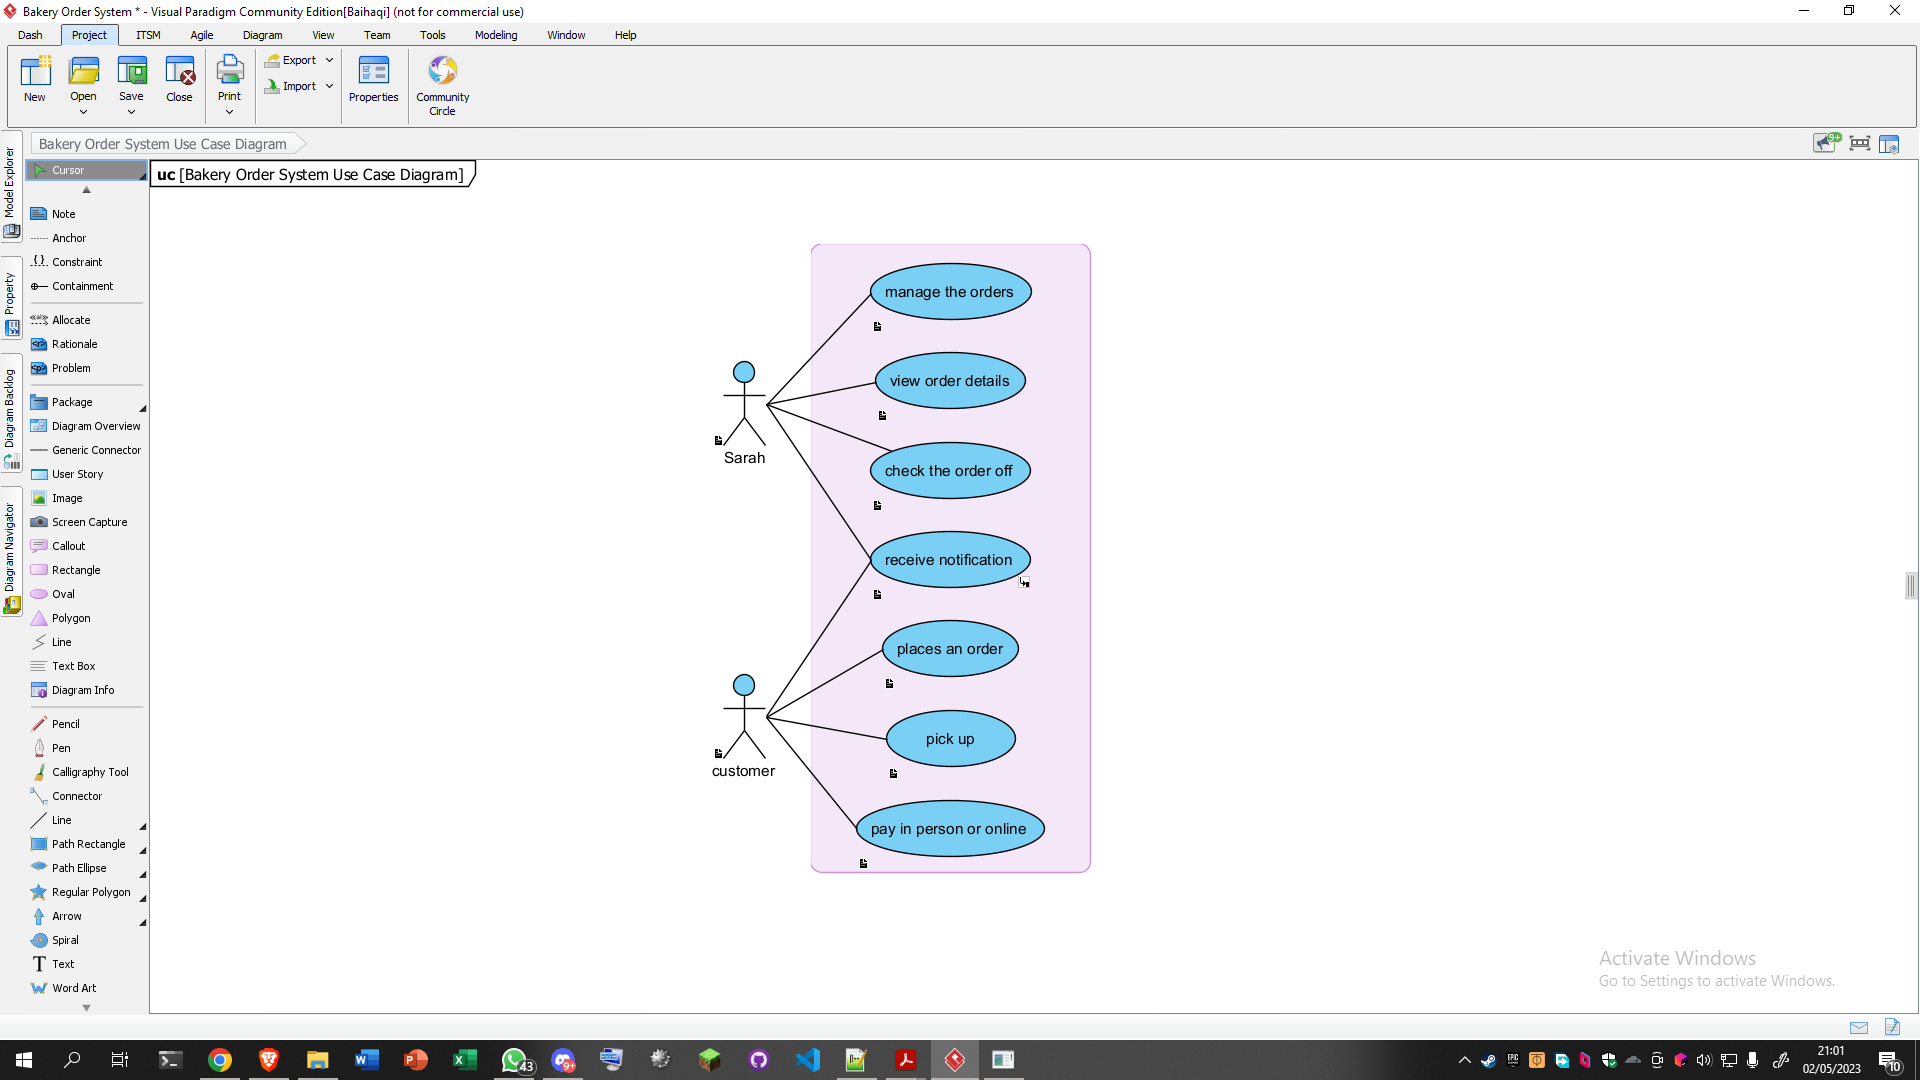 Bakery Order System * - Visual Paradigm Community Edition[Baihaqi] (not for commercial use)
Dash Project ITSM Agile Diagram View Team Tools Modeling Window Help
New Open Save Close Print Export Import Properties Community Circle
Bakery Order System Use Case Diagram
9+
Model Explorer
Property
Diagram Backlog
Diagram Navigator
Cursor
Note
Anchor
Constraint
Containment
Allocate
Rationale
Problem
Package
Diagram Overview
Generic Connector
User Story
Image
Screen Capture
Callout
Rectangle
Oval
Polygon
Line
Text Box
Diagram Info
Pencil
Pen
Calligraphy Tool
Connector
Line
Path Rectangle
Path Ellipse
Regular Polygon
Arrow
Spiral
Text
Word Art
uc [Bakery Order System Use Case Diagram]
manage the orders
view order details
check the order off
Sarah
receive notification
places an order
pick up
customer
pay in person or online
Activate Windows
Go to Settings to activate Windows.
43
9+
21:01
02/05/2023
10